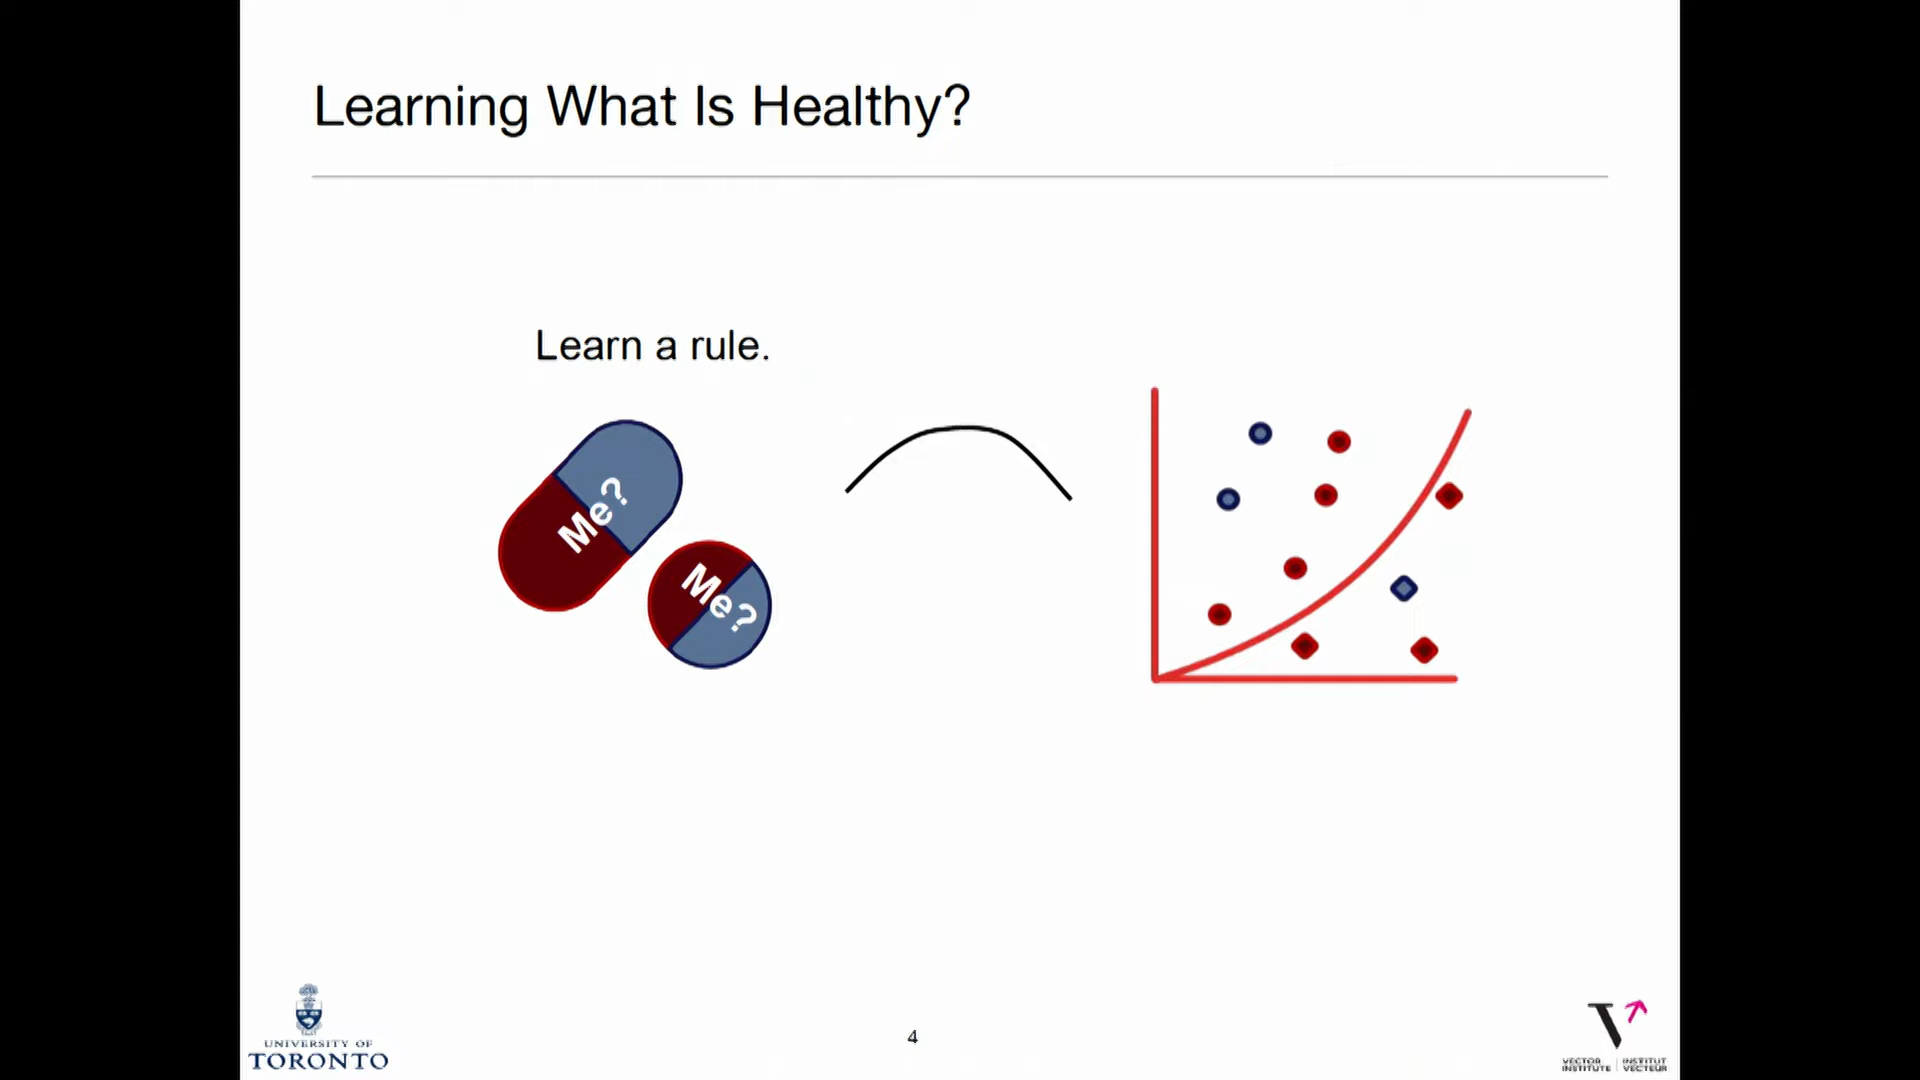 Learning What Is Healthy?
Learn a rule.
Me?
Me?
UNIVERSITY OF
TORONTO
4
VECTOR INSTITUT
INSTITUTE VECTEUR